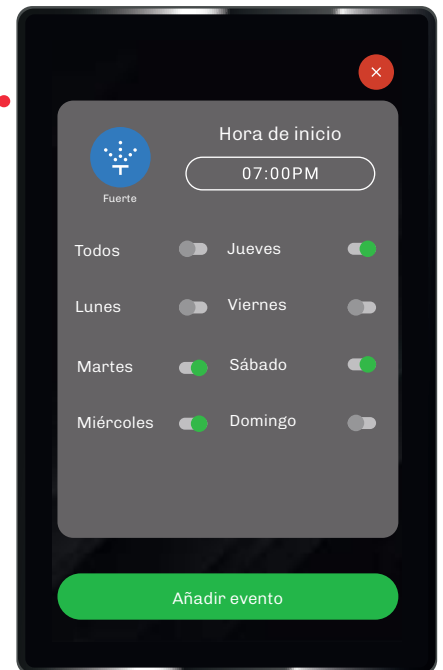 Hora de inicio
07:00PM
Fuerte
Todos
Jueves
Lunes
Viernes
Martes
Sábado
Miércoles
Domingo
Añadir evento